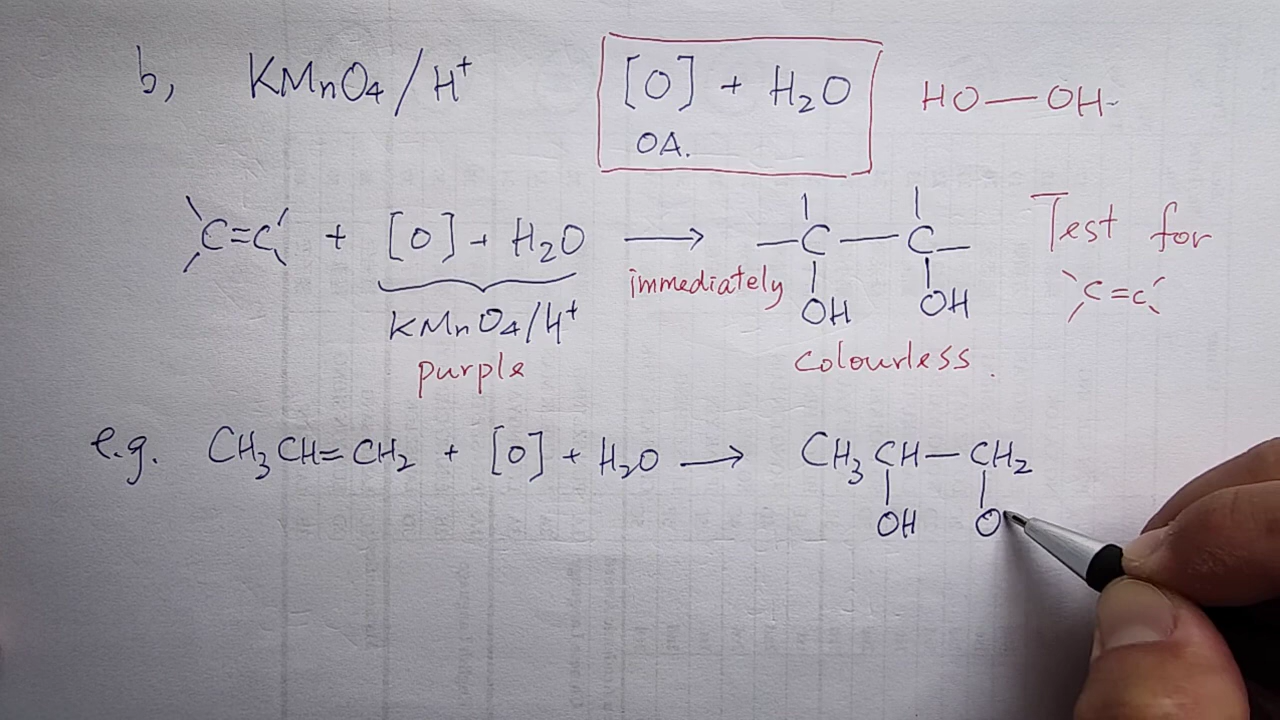 b, KMnO4/H+ [O] + H2O HO—OH
OA.
C=C + [O] + H2O → —C—C— Test for
immediately OH OH C=C
KMnO4/H+
purple colourless.
e.g. CH3CH=CH2 + [O] + H2O → CH3CH—CH2
OH O